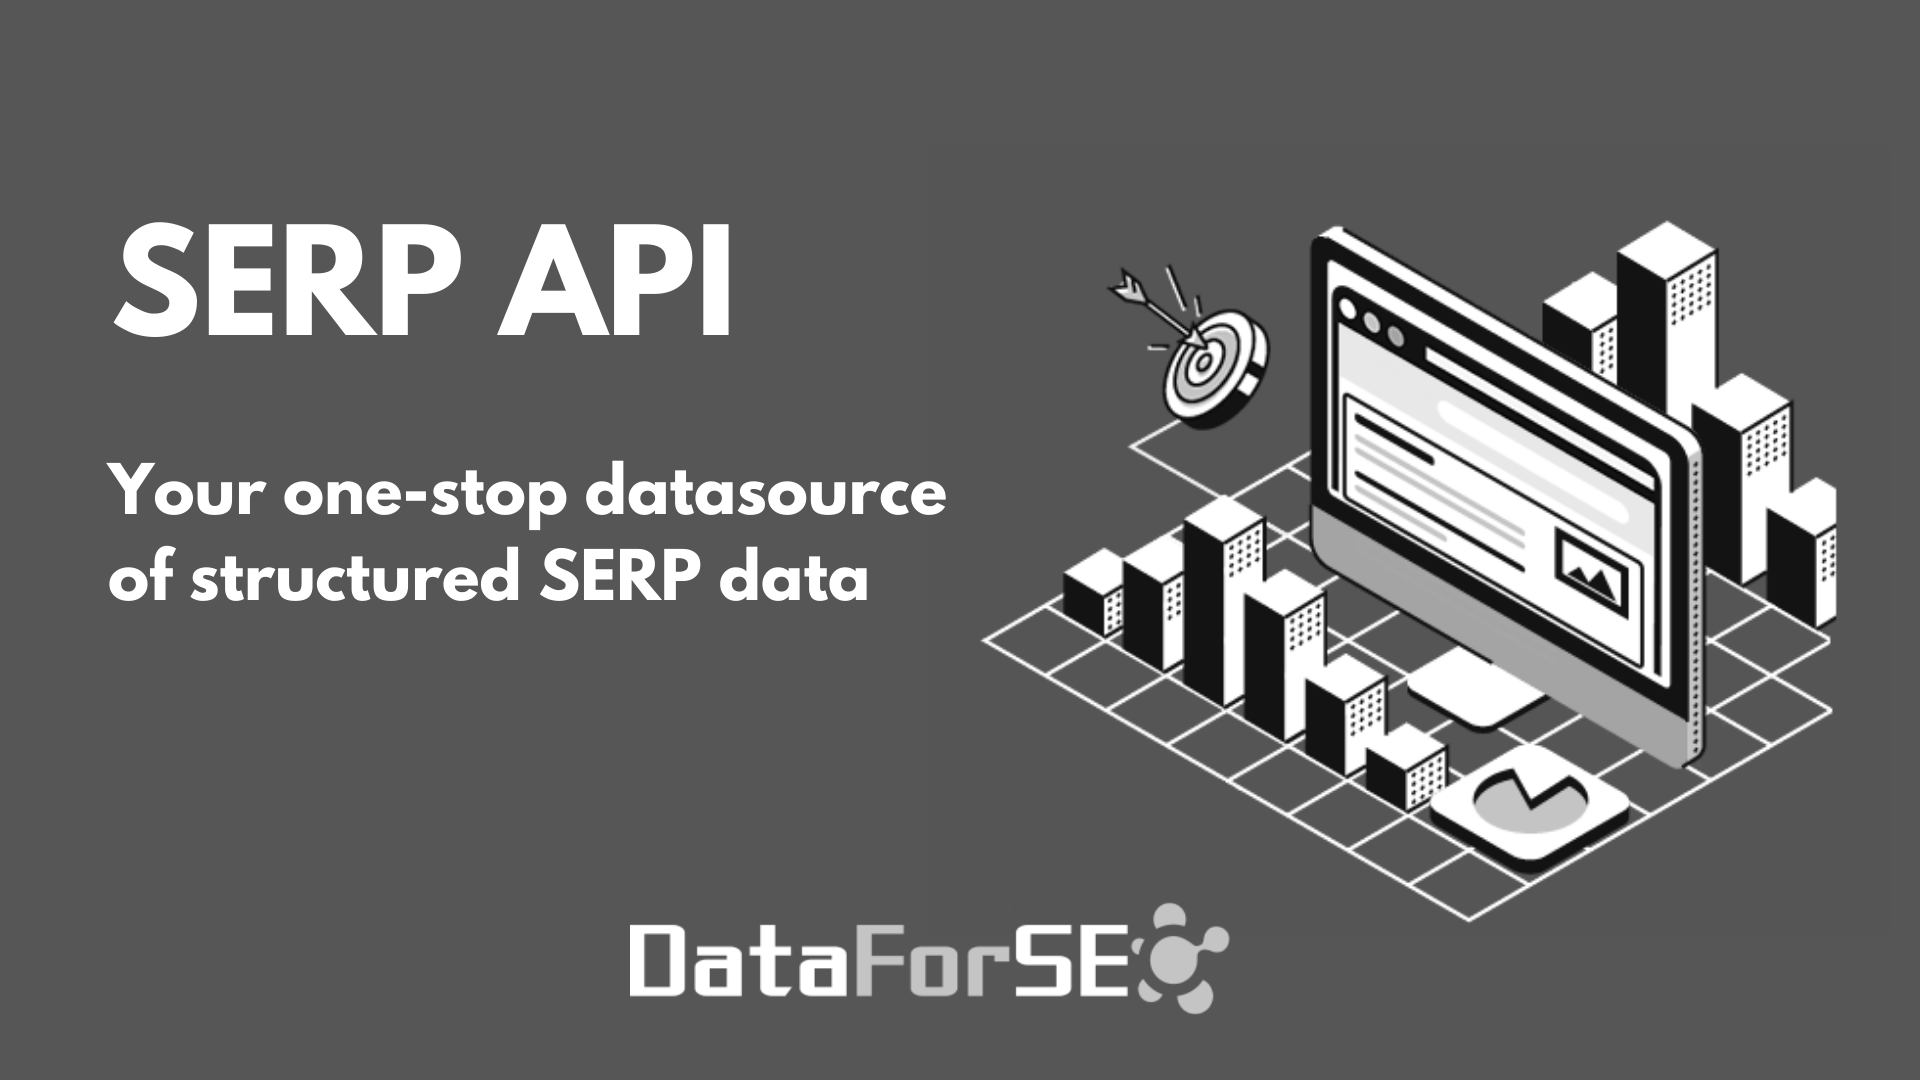 SERP API
Your one-stop datasource
of structured SERP data
DataForSEO